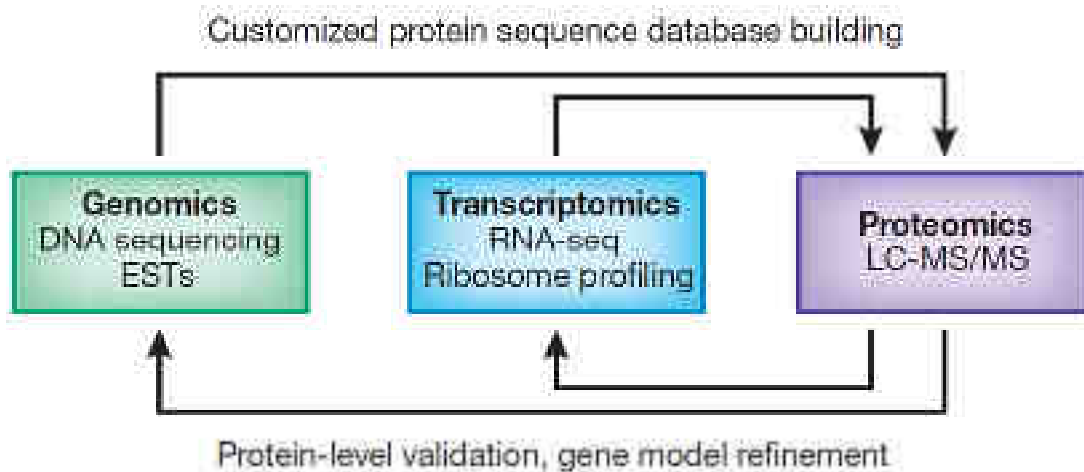 Customized protein sequence database building
Genomics
DNA sequencing
ESTs
Transcriptomics
RNA-seq
Ribosome profiling
Proteomics
LC-MS/MS
Protein-level validation, gene model refinement